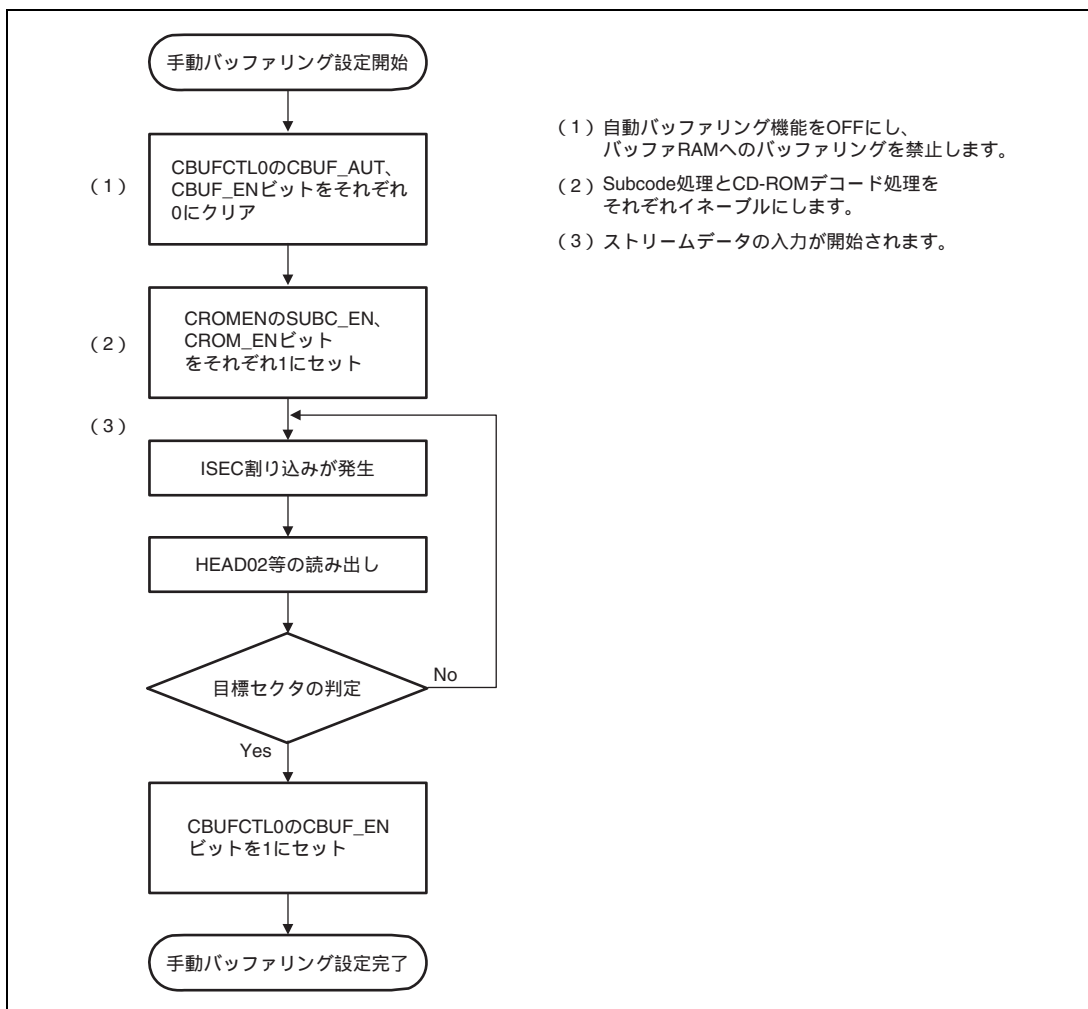 手動バッファリング設定開始
(1)
CBUFCTL0のCBUF_AUT、
CBUF_ENビットをそれぞれ
0にクリア
(2)
CROMENのSUBC_EN、
CROM_ENビット
をそれぞれ1にセット
(3)
ISEC割り込みが発生
HEAD02等の読み出し
目標セクタの判定
No
Yes
CBUFCTL0のCBUF_EN
ビットを1にセット
手動バッファリング設定完了
(1)自動バッファリング機能をOFFにし、
バッファRAMへのバッファリングを禁止します。
(2)Subcode処理とCD-ROMデコード処理を
それぞれイネーブルにします。
(3)ストリームデータの入力が開始されます。